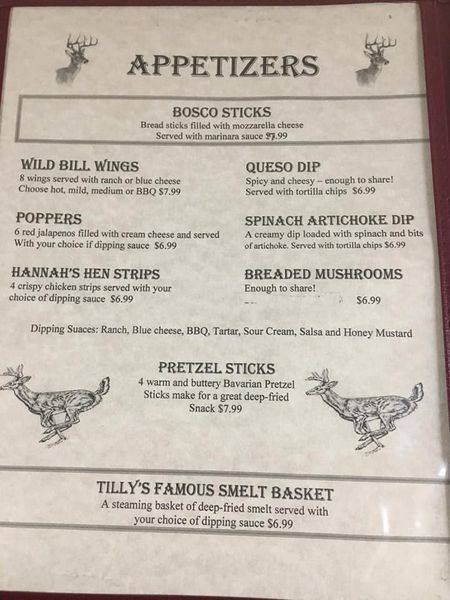 APPETIZERS
BOSCO STICKS
Bread sticks filled with mozzarella cheese
Served with marinara sauce $7.99
WILD BILL WINGS
8 wings served with ranch or blue cheese
Choose hot, mild, medium or BBQ $7.99
QUESO DIP
Spicy and cheesy – enough to share!
Served with tortilla chips $6.99
POPPERS
6 red jalapenos filled with cream cheese and served
With your choice if dipping sauce $6.99
SPINACH ARTICHOKE DIP
A creamy dip loaded with spinach and bits
of artichoke. Served with tortilla chips $6.99
HANNAH'S HEN STRIPS
4 crispy chicken strips served with your
choice of dipping sauce $6.99
BREADED MUSHROOMS
Enough to share!
$6.99
Dipping Suaces: Ranch, Blue cheese, BBQ, Tartar, Sour Cream, Salsa and Honey Mustard
PRETZEL STICKS
4 warm and buttery Bavarian Pretzel
Sticks make for a great deep-fried
Snack $7.99
TILLY'S FAMOUS SMELT BASKET
A steaming basket of deep-fried smelt served with
your choice of dipping sauce $6.99